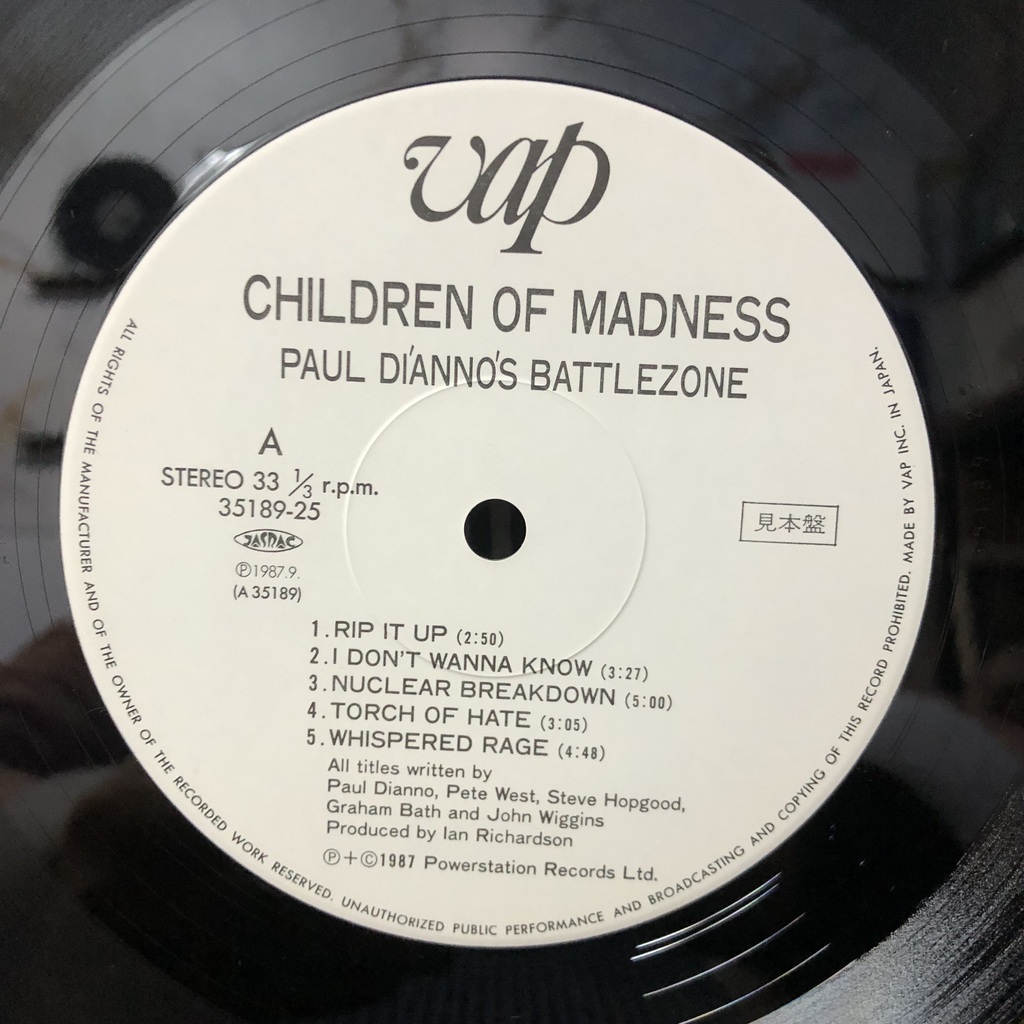 vap
CHILDREN OF MADNESS
PAUL DI'ANNO'S BATTLEZONE
A
STEREO 33 1/3 r.p.m.
35189-25
JASRAC
Ⓟ1987.9.
(A 35189)
見本盤
1. RIP IT UP (2:50)
2. I DON'T WANNA KNOW (3:27)
3. NUCLEAR BREAKDOWN (5:00)
4. TORCH OF HATE (3:05)
5. WHISPERED RAGE (4:48)
All titles written by
Paul Dianno, Pete West, Steve Hopgood,
Graham Bath and John Wiggins
Produced by Ian Richardson
Ⓟ+©1987 Powerstation Records Ltd.
ALL RIGHTS OF THE MANUFACTURER AND OF THE OWNER OF THE RECORDED WORK RESERVED. UNAUTHORIZED PUBLIC PERFORMANCE AND BROADCASTING AND COPYING OF THIS RECORD PROHIBITED. MADE BY VAP INC. IN JAPAN.